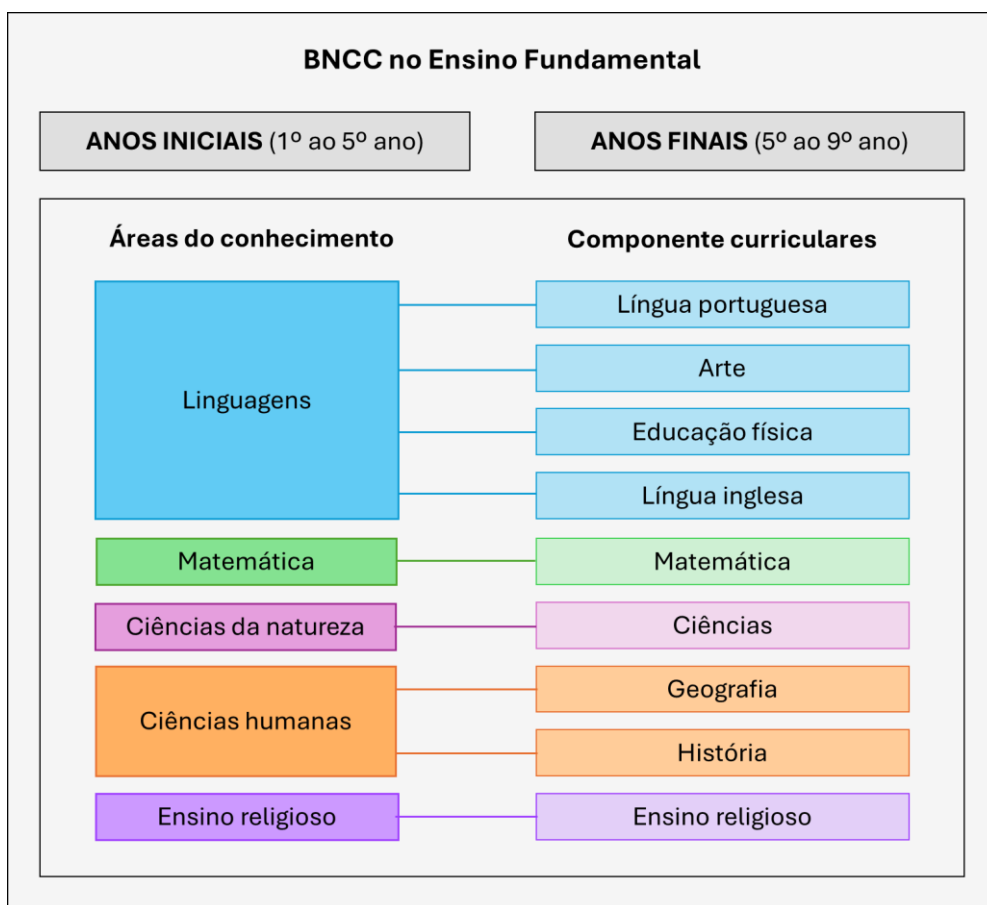 BNCC no Ensino Fundamental
ANOS INICIAIS (1º ao 5º ano)
ANOS FINAIS (5º ao 9º ano)
Áreas do conhecimento
Componente curriculares
Linguagens
Língua portuguesa
Arte
Educação física
Língua inglesa
Matemática
Matemática
Ciências da natureza
Ciências
Ciências humanas
Geografia
História
Ensino religioso
Ensino religioso